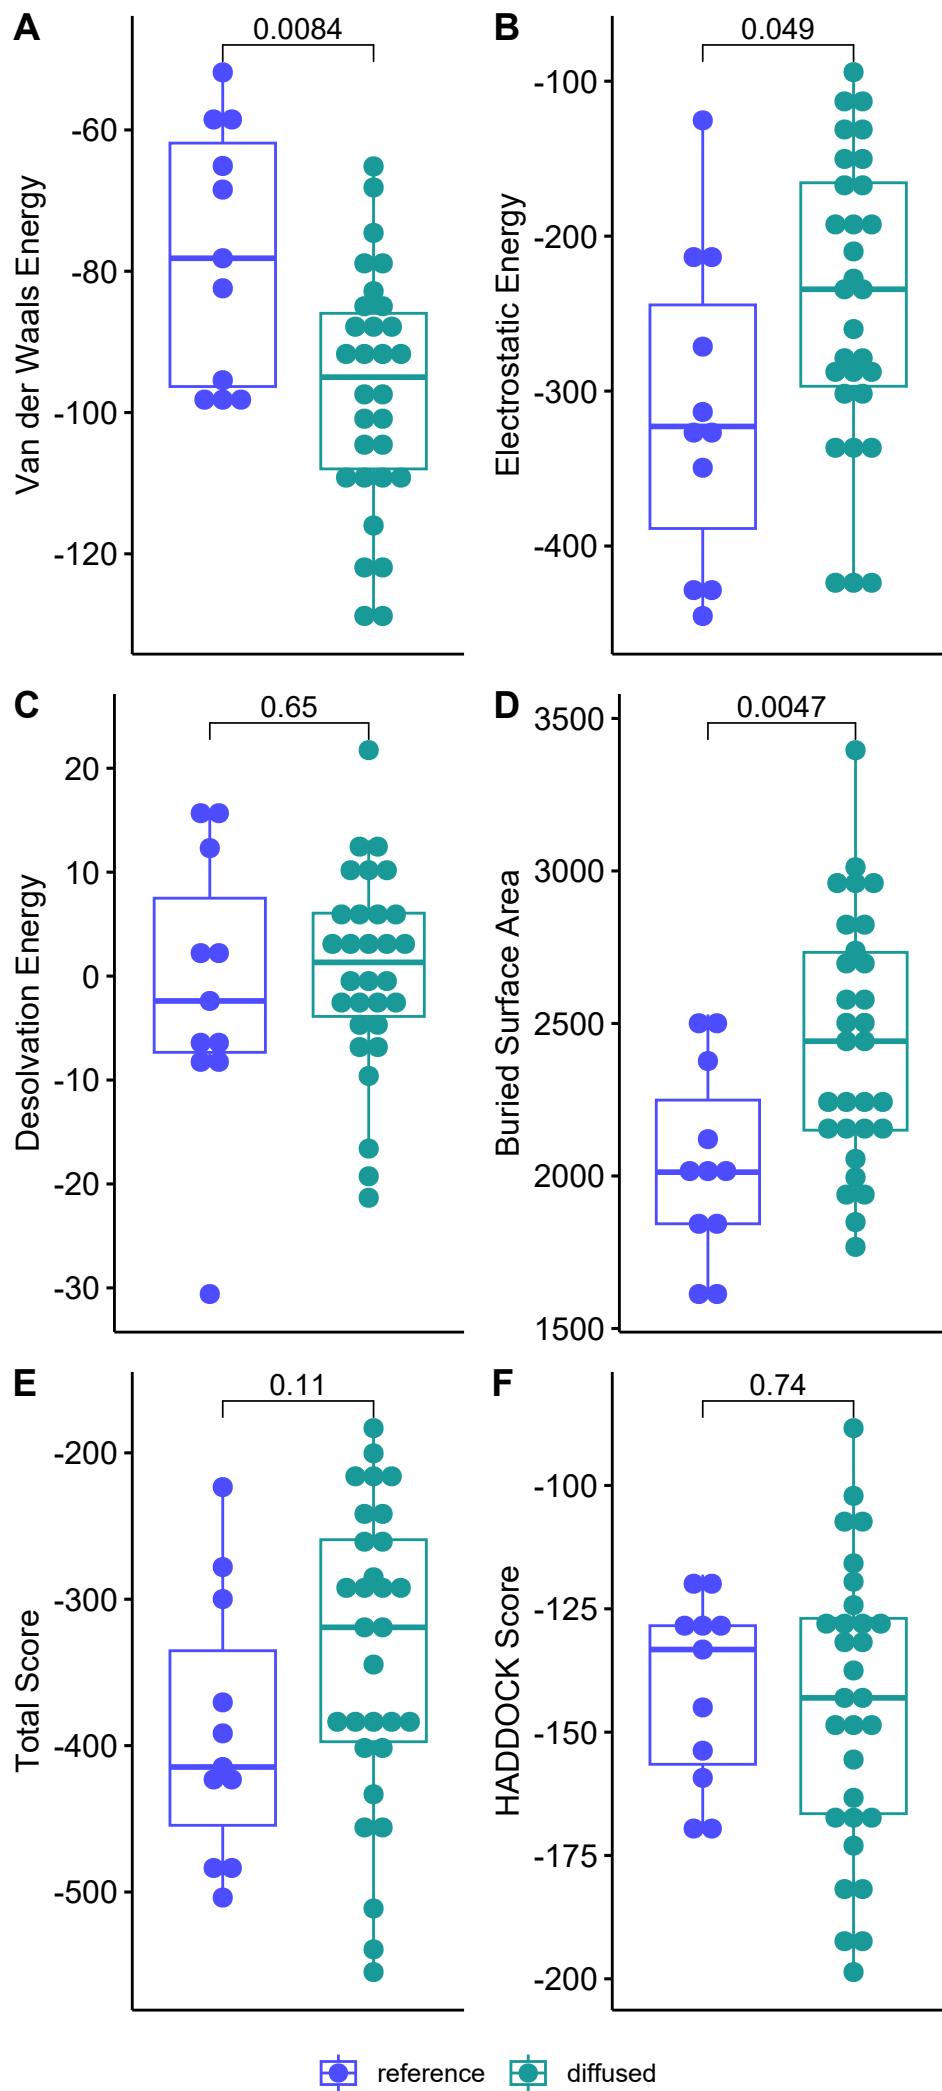 A
0.0084
Van der Waals Energy
-60
-80
-100
-120
B
0.049
Electrostatic Energy
-100
-200
-300
-400
C
0.65
Desolvation Energy
20
10
0
-10
-20
-30
D
0.0047
Buried Surface Area
3500
3000
2500
2000
1500
E
0.11
Total Score
-200
-300
-400
-500
F
0.74
HADDOCK Score
-100
-125
-150
-175
-200
reference
diffused